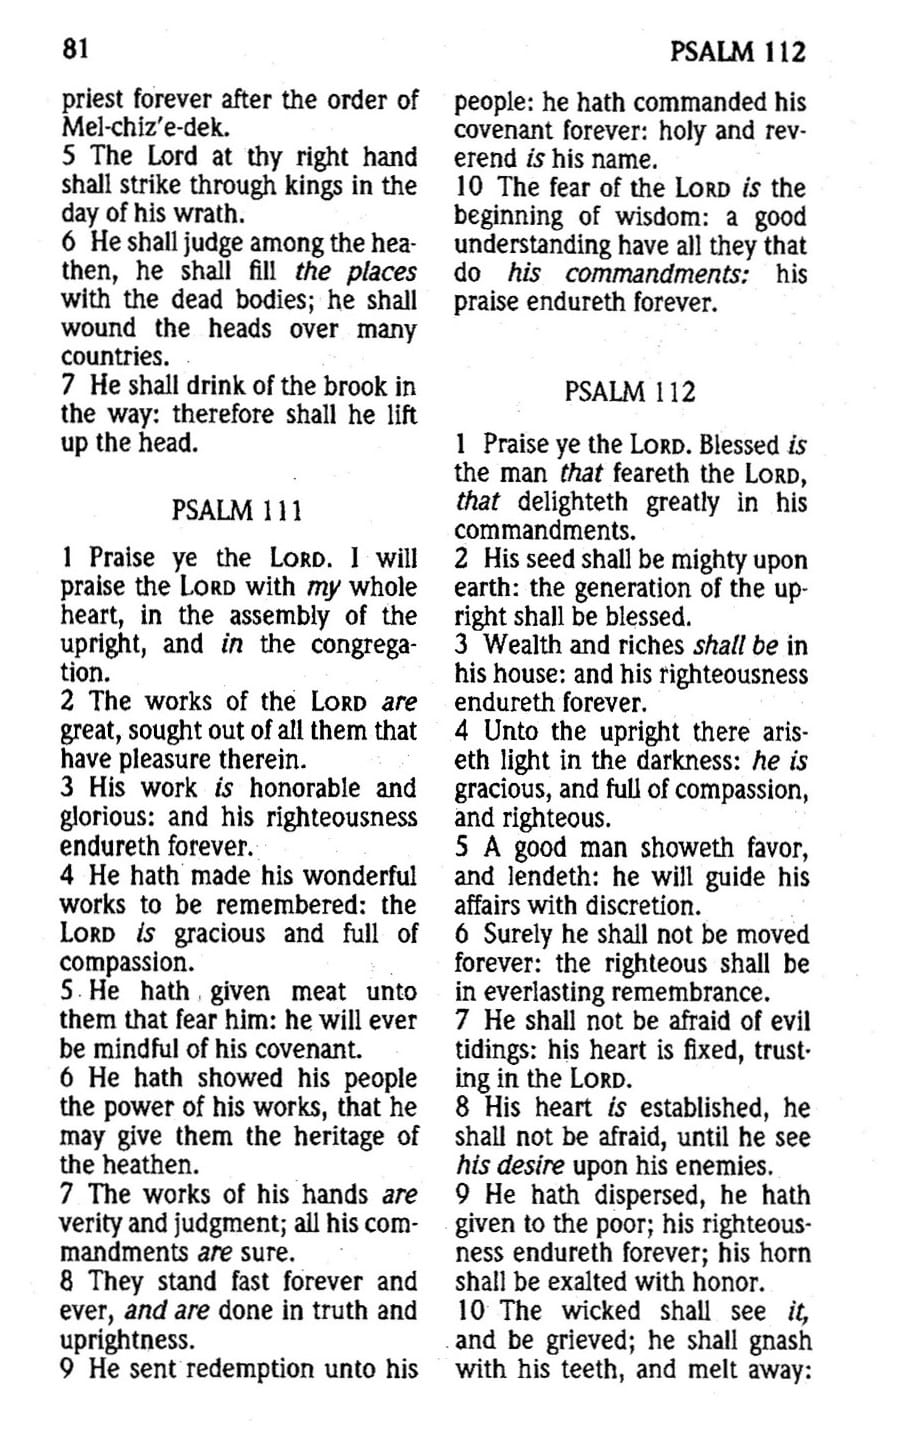 81
PSALM 112
priest forever after the order of
Mel-chiz'e-dek.
5 The Lord at thy right hand
shall strike through kings in the
day of his wrath.
6 He shall judge among the hea-
then, he shall fill the places
with the dead bodies; he shall
wound the heads over many
countries.
7 He shall drink of the brook in
the way: therefore shall he lift
up the head.
PSALM 111
1 Praise ye the LORD. I will
praise the LORD with my whole
heart, in the assembly of the
upright, and in the congrega-
tion.
2 The works of the LORD are
great, sought out of all them that
have pleasure therein.
3 His work is honorable and
glorious: and his righteousness
endureth forever.
4 He hath made his wonderful
works to be remembered: the
LORD is gracious and full of
compassion.
5 He hath given meat unto
them that fear him: he will ever
be mindful of his covenant.
6 He hath showed his people
the power of his works, that he
may give them the heritage of
the heathen.
7 The works of his hands are
verity and judgment; all his com-
mandments are sure.
8 They stand fast forever and
ever, and are done in truth and
uprightness.
9 He sent redemption unto his
people: he hath commanded his
covenant forever: holy and rev-
erend is his name.
10 The fear of the LORD is the
beginning of wisdom: a good
understanding have all they that
do his commandments: his
praise endureth forever.
PSALM 112
1 Praise ye the LORD. Blessed is
the man that feareth the LORD,
that delighteth greatly in his
commandments.
2 His seed shall be mighty upon
earth: the generation of the up-
right shall be blessed.
3 Wealth and riches shall be in
his house: and his righteousness
endureth forever.
4 Unto the upright there aris-
eth light in the darkness: he is
gracious, and full of compassion,
and righteous.
5 A good man showeth favor,
and lendeth: he will guide his
affairs with discretion.
6 Surely he shall not be moved
forever: the righteous shall be
in everlasting remembrance.
7 He shall not be afraid of evil
tidings: his heart is fixed, trust-
ing in the LORD.
8 His heart is established, he
shall not be afraid, until he see
his desire upon his enemies.
9 He hath dispersed, he hath
given to the poor; his righteous-
ness endureth forever; his horn
shall be exalted with honor.
10 The wicked shall see it,
and be grieved; he shall gnash
with his teeth, and melt away: